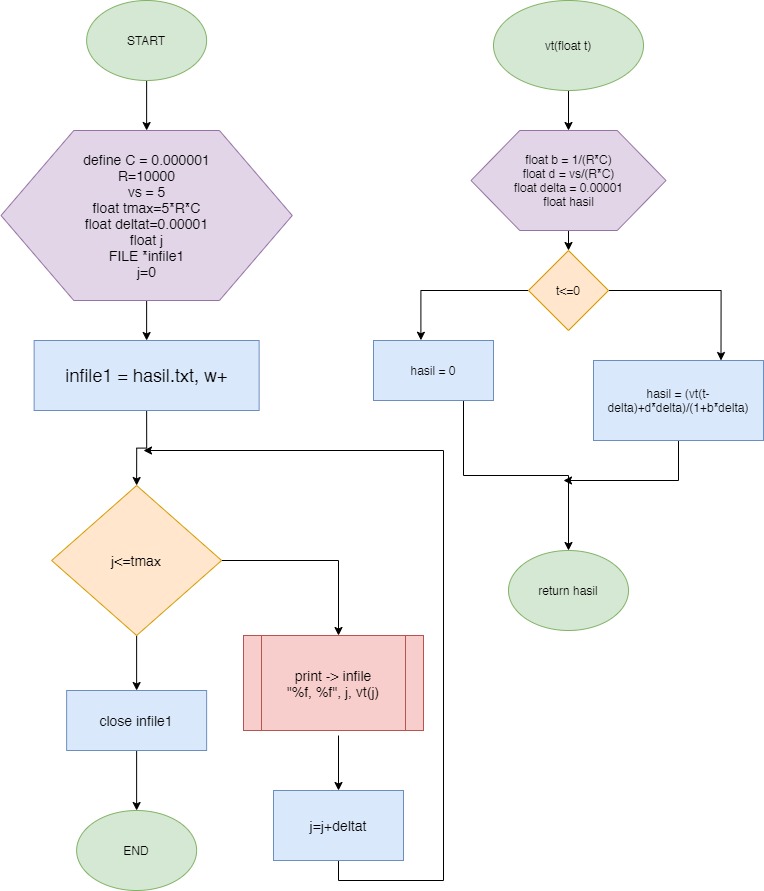 START
define C = 0.000001
R=10000
vs = 5
float tmax=5*R*C
float deltat=0.00001
float j
FILE *infile1
j=0
infile1 = hasil.txt, w+
j<=tmax
print -> infile
"%f, %f", j, vt(j)
close infile1
j=j+deltat
END
vt(float t)
float b = 1/(R*C)
float d = vs/(R*C)
float delta = 0.00001
float hasil
t<=0
hasil = 0
hasil = (vt(t-
delta)+d*delta)/(1+b*delta)
return hasil